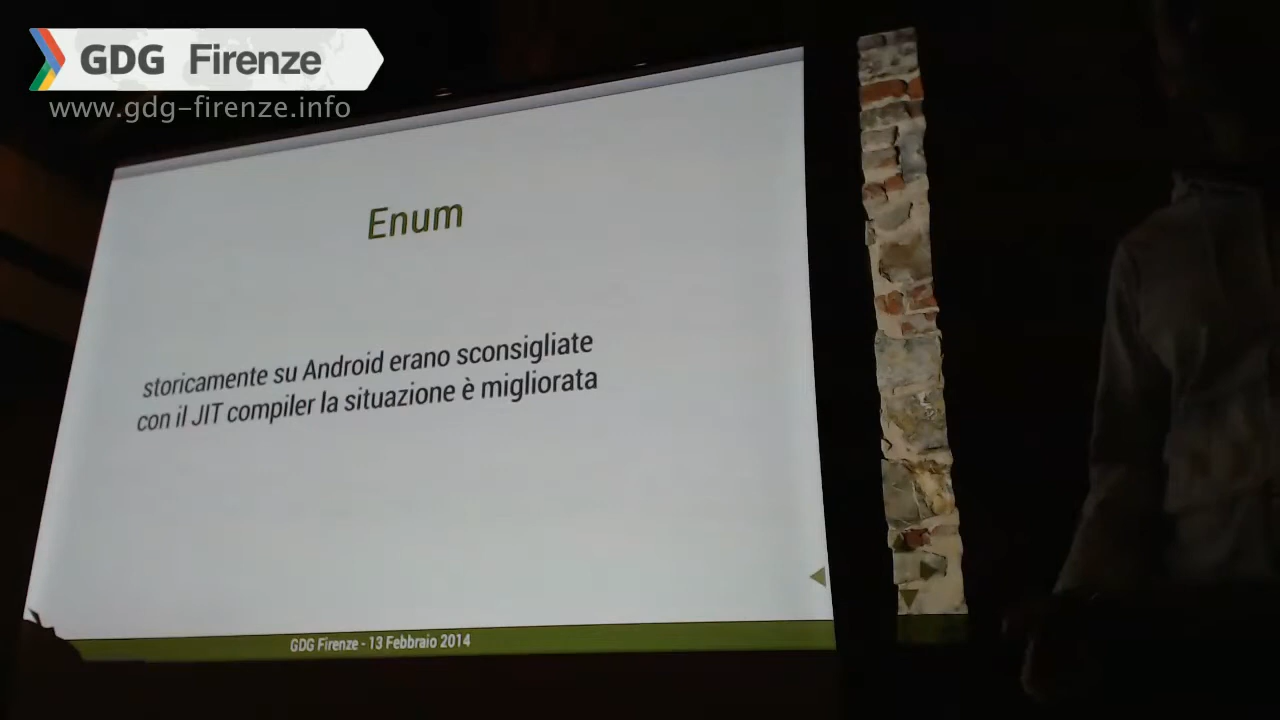 GDG Firenze
www.gdg-firenze.info
Enum
storicamente su Android erano sconsigliate
con il JIT compiler la situazione è migliorata
GDG Firenze - 13 Febbraio 2014